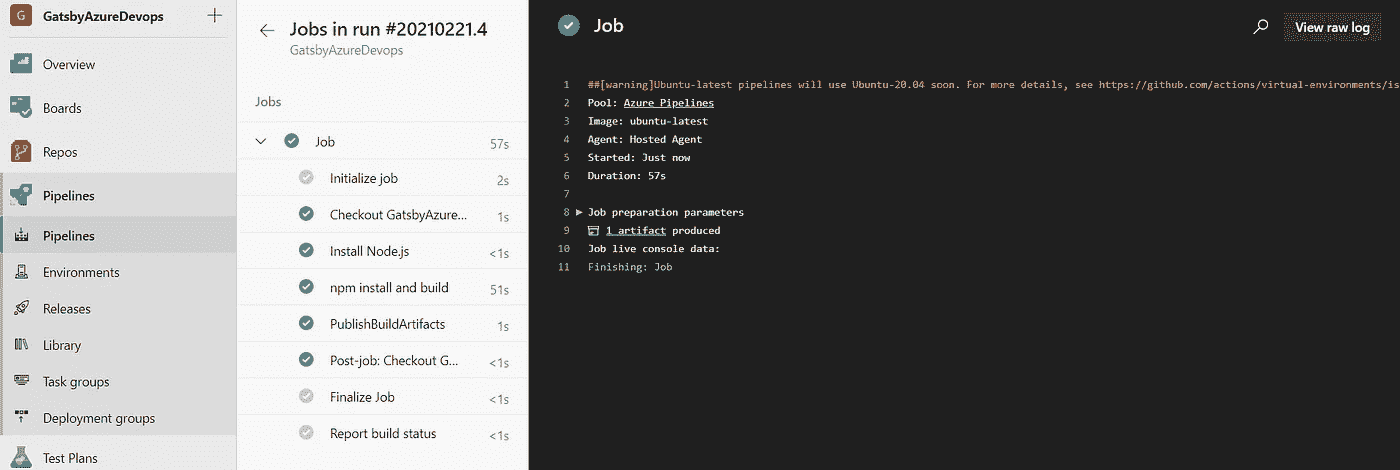 G GatsbyAzureDevops +
Overview
Boards
Repos
Pipelines
Pipelines
Environments
Releases
Library
Task groups
Deployment groups
Test Plans
Jobs in run #20210221.4
GatsbyAzureDevops
Jobs
Job 57s
Initialize job 2s
Checkout GatsbyAzure... 1s
Install Node.js <1s
npm install and build 51s
PublishBuildArtifacts 1s
Post-job: Checkout G... <1s
Finalize Job <1s
Report build status <1s
Job
View raw log
1 ##[warning]Ubuntu-latest pipelines will use Ubuntu-20.04 soon. For more details, see https://github.com/actions/virtual-environments/is
2 Pool: Azure Pipelines
3 Image: ubuntu-latest
4 Agent: Hosted Agent
5 Started: Just now
6 Duration: 57s
7
8 Job preparation parameters
9 1 artifact produced
10 Job live console data:
11 Finishing: Job